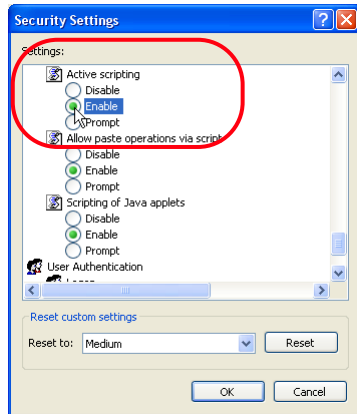 Security Settings
Settings:
Active scripting
Disable
Enable
Prompt
Allow paste operations via script
Disable
Enable
Prompt
Scripting of Java applets
Disable
Enable
Prompt
User Authentication
Logon
Reset custom settings
Reset to: Medium Reset
OK Cancel